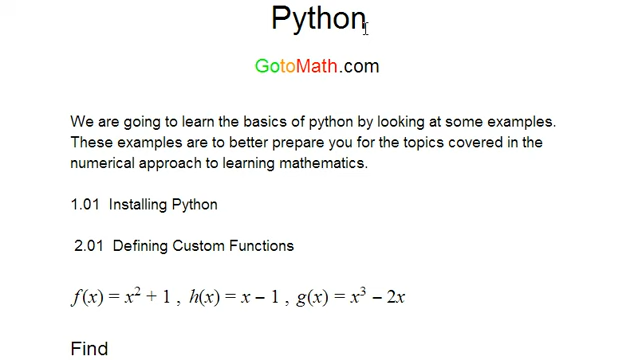 Python
GotoMath.com
We are going to learn the basics of python by looking at some examples.
These examples are to better prepare you for the topics covered in the
numerical approach to learning mathematics.
1.01 Installing Python
2.01 Defining Custom Functions
f(x) = x² + 1 , h(x) = x − 1 , g(x) = x³ − 2x
Find